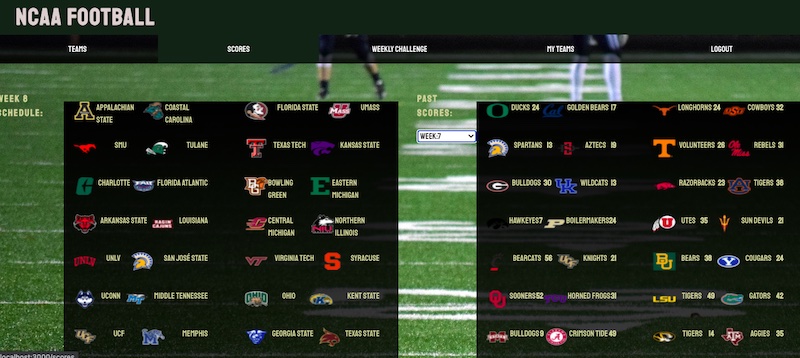 NCAA FOOTBALL
TEAMS
SCORES
WEEKLY CHALLENGE
MY TEAMS
LOGOUT
WEEK 8
SCHEDULE:
APPALACHIAN STATE
COASTAL CAROLINA
FLORIDA STATE
UMASS
SMU
TULANE
TEXAS TECH
KANSAS STATE
CHARLOTTE
FLORIDA ATLANTIC
BOWLING GREEN
EASTERN MICHIGAN
ARKANSAS STATE
LOUISIANA
CENTRAL MICHIGAN
NORTHERN ILLINOIS
UNLV
SAN JOSÉ STATE
VIRGINIA TECH
SYRACUSE
UCONN
MIDDLE TENNESSEE
OHIO
KENT STATE
UCF
MEMPHIS
GEORGIA STATE
TEXAS STATE
PAST
SCORES:
WEEK:7
DUCKS 24
GOLDEN BEARS 17
LONGHORNS 24
COWBOYS 32
SPARTANS 13
AZTECS 19
VOLUNTEERS 26
REBELS 31
BULLDOGS 30
WILDCATS 13
RAZORBACKS 23
TIGERS 38
HAWKEYES7
BOILERMAKERS24
UTES 35
SUN DEVILS 21
BEARCATS 56
KNIGHTS 21
BEARS 38
COUGARS 24
SOONERS52
HORNED FROGS31
TIGERS 49
GATORS 42
BULLDOGS9
CRIMSON TIDE49
TIGERS 14
AGGIES 35
localhost:3000/scores